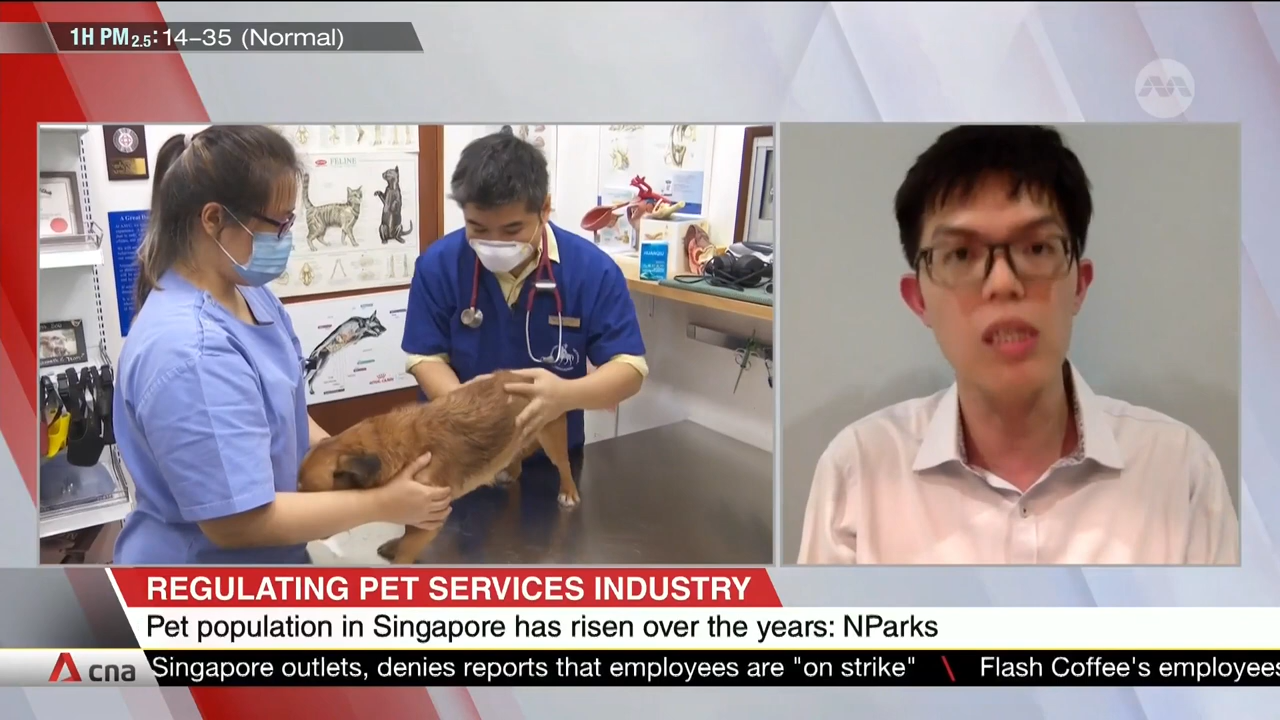 1H PM2.5: 14–35 (Normal)
FELINE
REGULATING PET SERVICES INDUSTRY
Pet population in Singapore has risen over the years: NParks
cna
Singapore outlets, denies reports that employees are "on strike" \ Flash Coffee's employees